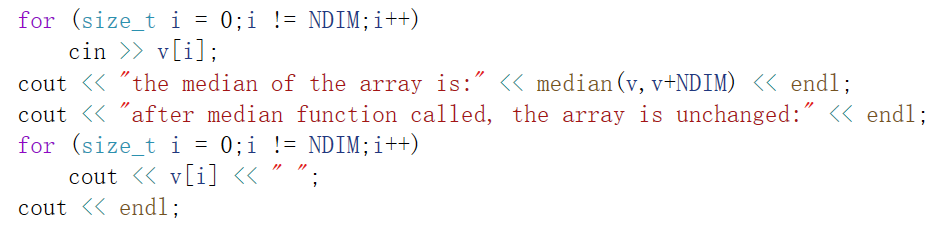 for (size_t i = 0;i != NDIM;i++)
    cin >> v[i];
cout << "the median of the array is:" << median(v, v+NDIM) << endl;
cout << "after median function called, the array is unchanged:" << endl;
for (size_t i = 0;i != NDIM;i++)
    cout << v[i] << " ";
cout << endl;